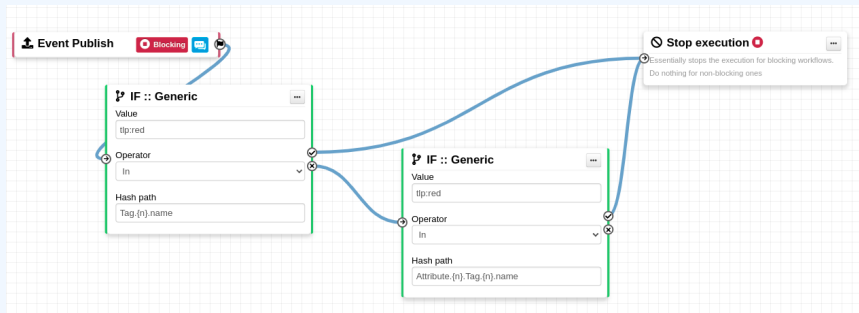 Event Publish
Blocking
IF :: Generic
Value
tlp:red
Operator
In
Hash path
Tag.{n}.name
IF :: Generic
Value
tlp:red
Operator
In
Hash path
Attribute.{n}.Tag.{n}.name
Stop execution
Essentially stops the execution for blocking workflows.
Do nothing for non-blocking ones